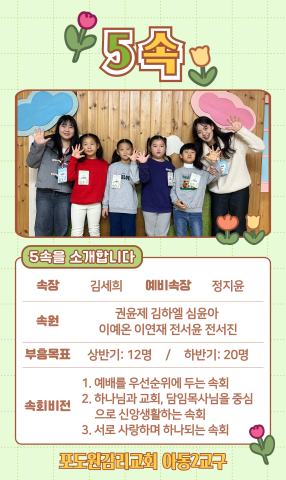 5속
5속을 소개합니다
속장 김세희 예비속장 정지윤
속원 권윤제 김하엘 심윤아
이예온 이연재 전서윤 전서진
부흥목표 상반기: 12명 / 하반기: 20명
속회비전 1. 예배를 우선순위에 두는 속회
2. 하나님과 교회, 담임목사님을 중심
으로 신앙생활하는 속회
3. 서로 사랑하며 하나되는 속회
포도원감리교회 아동2교구